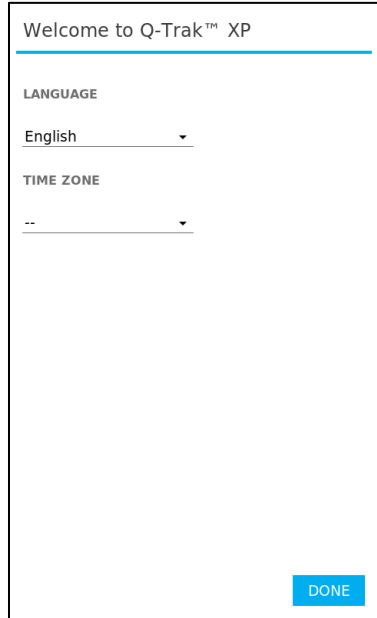 Welcome to Q-Trak™ XP
LANGUAGE
English
TIME ZONE
--
DONE